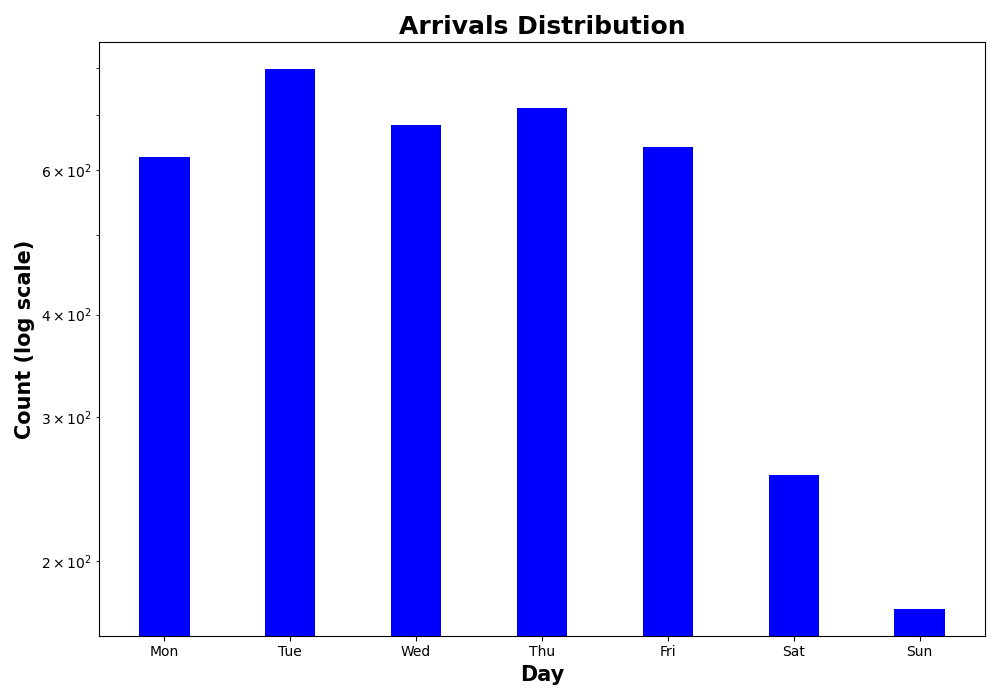 Arrivals Distribution
Count (log scale)
6 × 10²
4 × 10²
3 × 10²
2 × 10²
Mon Tue Wed Thu Fri Sat Sun
Day